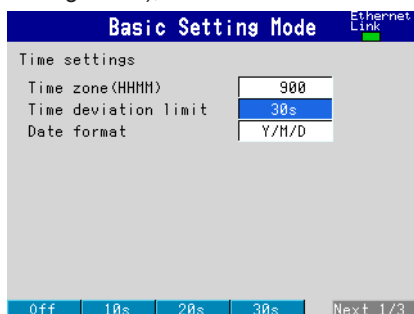 Basic Setting Mode
Ethernet
Link
Time settings
Time zone(HHMM) 900
Time deviation limit 30s
Date format Y/M/D
Off 10s 20s 30s Next 1/3